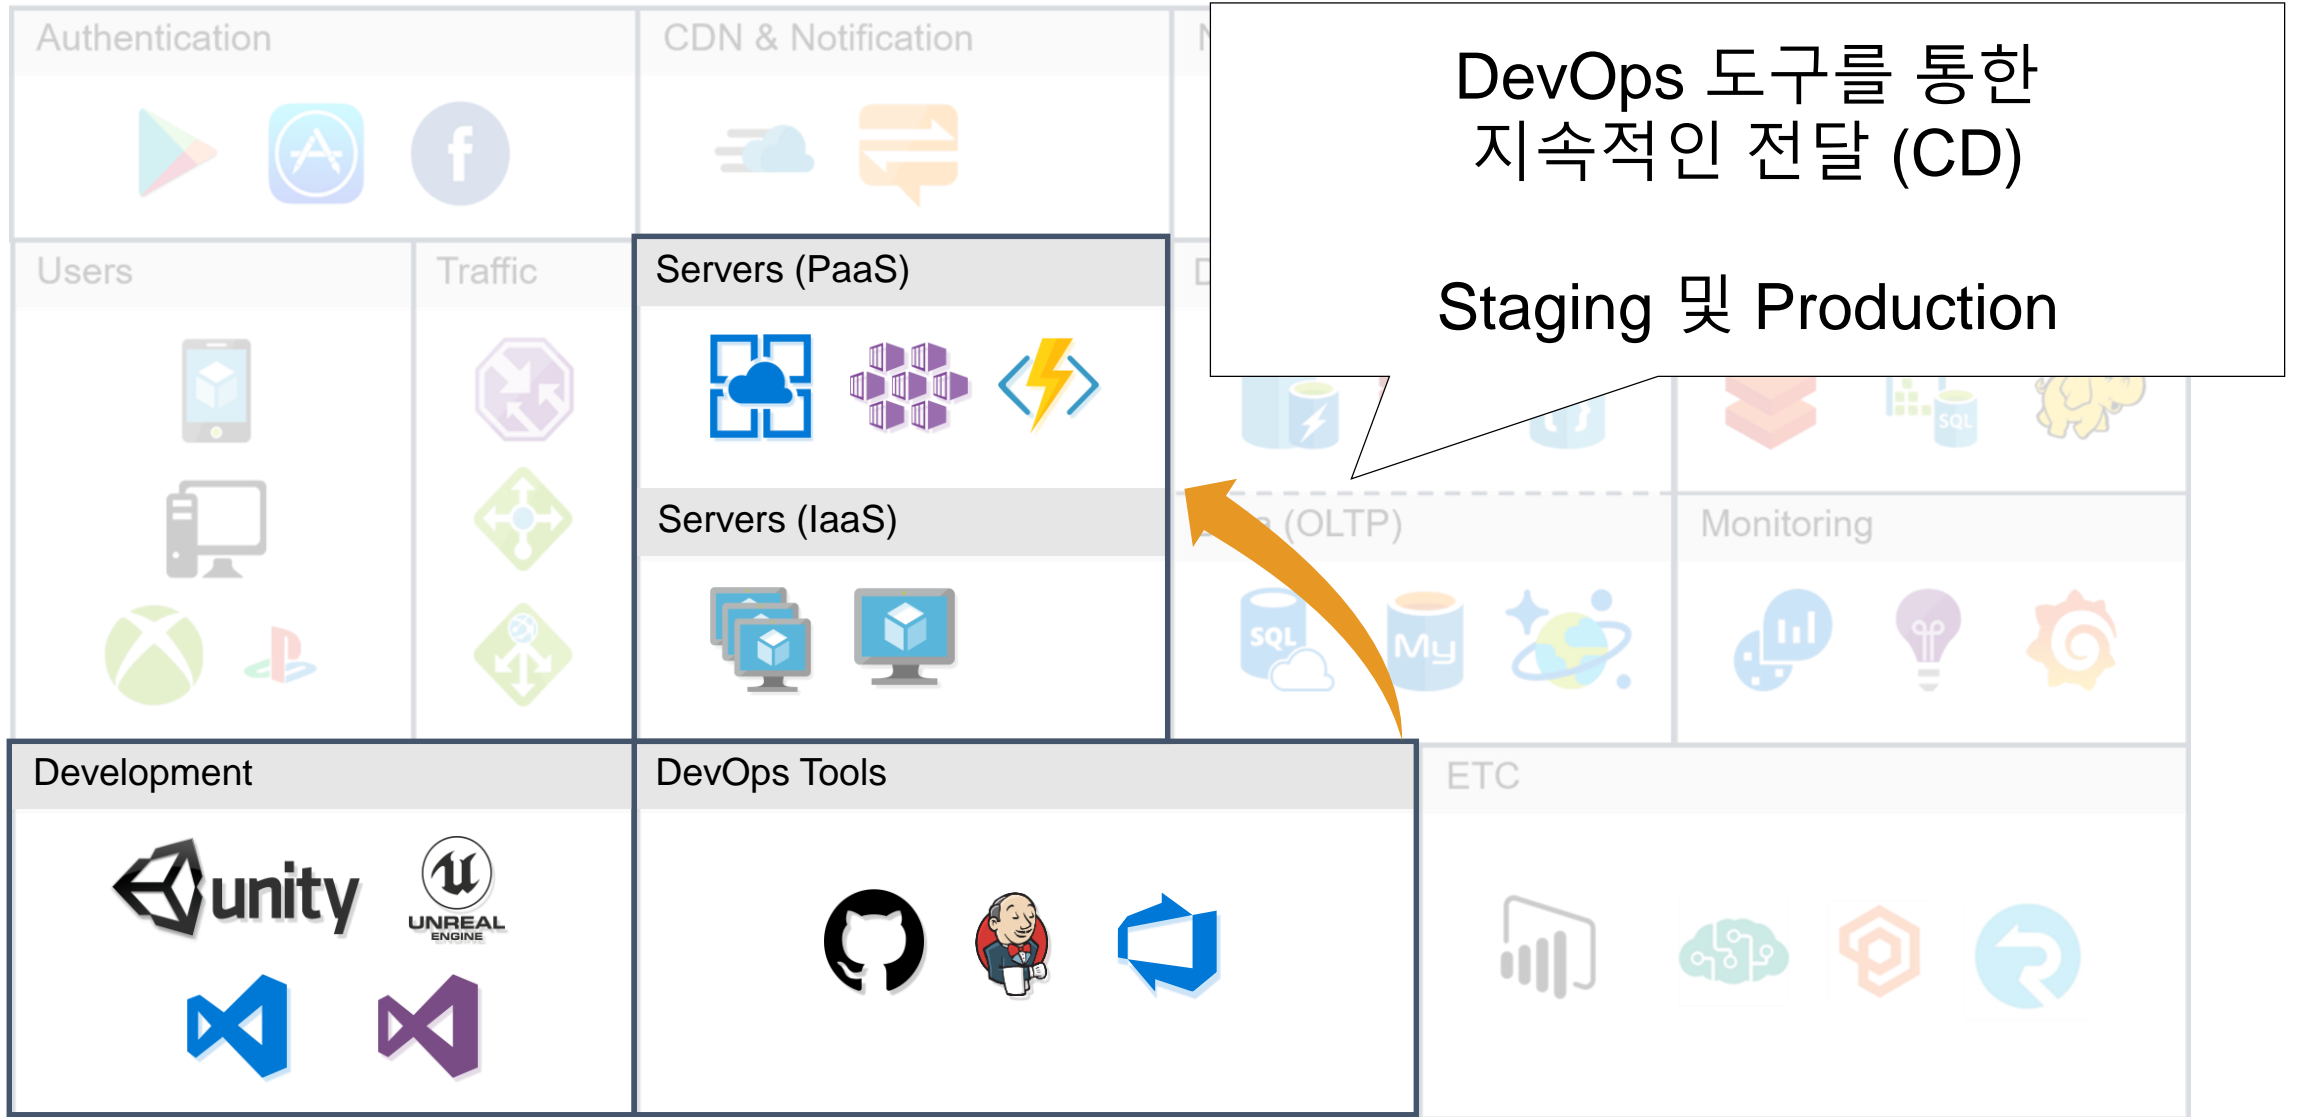 Authentication
CDN & Notification
DevOps 도구를 통한
지속적인 전달 (CD)
Staging 및 Production
Users
Traffic
Servers (PaaS)
SQL
Servers (IaaS)
(OLTP)
Monitoring
SQL
My
Development
DevOps Tools
ETC
unity
UNREAL
ENGINE